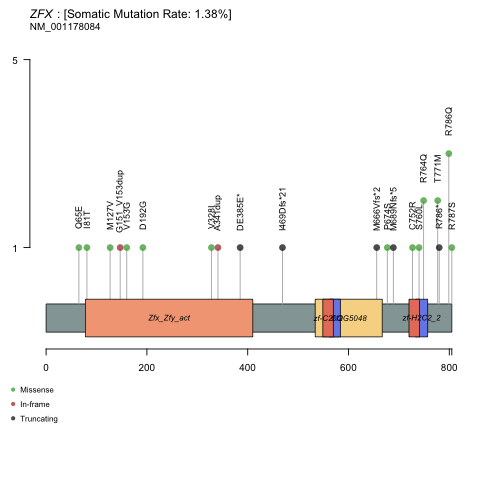 ZFX : [Somatic Mutation Rate: 1.38%]
NM_001178084
5
1
Q65E
I81T
M127V
G151_V153dup
V153G
D192G
V328I
A341dup
DE385E*
I469Dfs*21
M666Vfs*2
P674S
M689Nfs*5
C752R
S760L
R764Q
T771M
R786*
R786Q
R787S
Zfx_Zfy_act
zf-C2H2
COG5048
zf-H2C2_2
0
200
400
600
800
Missense
In-frame
Truncating